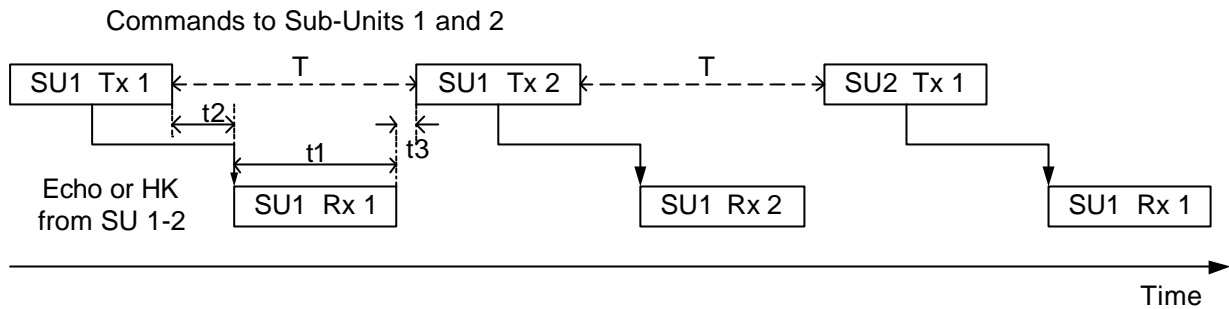 Commands to Sub-Units 1 and 2
SU1 Tx 1
T
SU1 Tx 2
T
SU2 Tx 1
t2
t1
t3
Echo or HK
from SU 1-2
SU1 Rx 1
SU1 Rx 2
SU1 Rx 1
Time